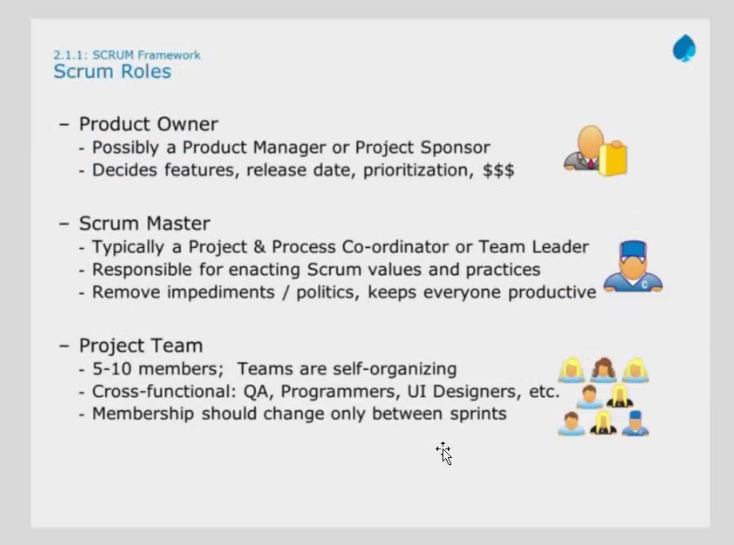 2.1.1: SCRUM Framework
Scrum Roles
– Product Owner
- Possibly a Product Manager or Project Sponsor
- Decides features, release date, prioritization, $$$
– Scrum Master
- Typically a Project & Process Co-ordinator or Team Leader
- Responsible for enacting Scrum values and practices
- Remove impediments / politics, keeps everyone productive
– Project Team
- 5-10 members;  Teams are self-organizing
- Cross-functional: QA, Programmers, UI Designers, etc.
- Membership should change only between sprints